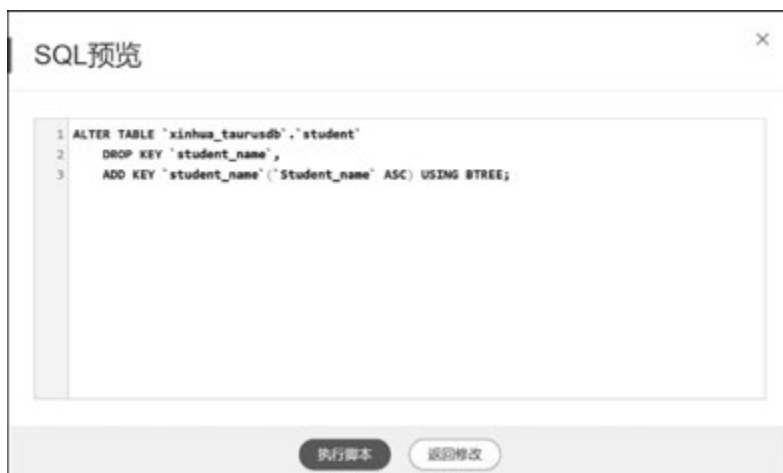 SQL预览
×
1 ALTER TABLE `xinhua_taurusdb`.`student`
2 DROP KEY `student_name`,
3 ADD KEY `student_name`(`Student_name` ASC) USING BTREE;
执行脚本 返回修改